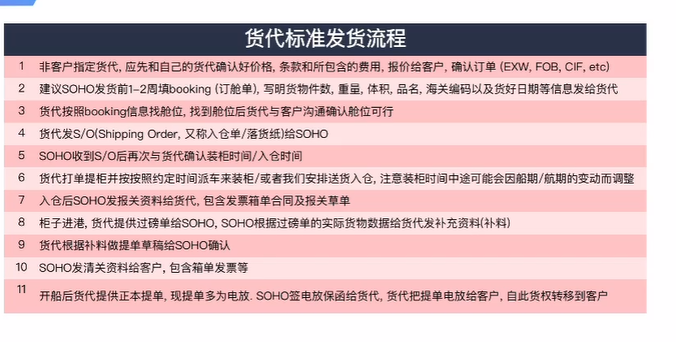 货代标准发货流程
1 非客户指定货代, 应先和自己的货代确认好价格, 条款和所包含的费用, 报价给客户, 确认订单 (EXW, FOB, CIF, etc)
2 建议SOHO发货前1-2周填booking (订舱单), 写明货物件数, 重量, 体积, 品名, 海关编码以及货好日期等信息发给货代
3 货代按照booking信息找舱位, 找到舱位后货代与客户沟通确认舱位可行
4 货代发S/O(Shipping Order, 又称入仓单/落货纸)给SOHO
5 SOHO收到S/O后再次与货代确认装柜时间/入仓时间
6 货代打单提柜并按按照约定时间派车来装柜/或者我们安排送货入仓, 注意装柜时间中途可能会因船期/航期的变动而调整
7 入仓后SOHO发报关资料给货代, 包含发票箱单合同及报关草单
8 柜子进港, 货代提供过磅单给SOHO, SOHO根据过磅单的实际货物数据给货代发补充资料(补料)
9 货代根据补料做提单草稿给SOHO确认
10 SOHO发清关资料给客户, 包含箱单发票等
11 开船后货代提供正本提单, 现提单多为电放. SOHO签电放保函给货代, 货代把提单电放给客户, 自此货权转移到客户